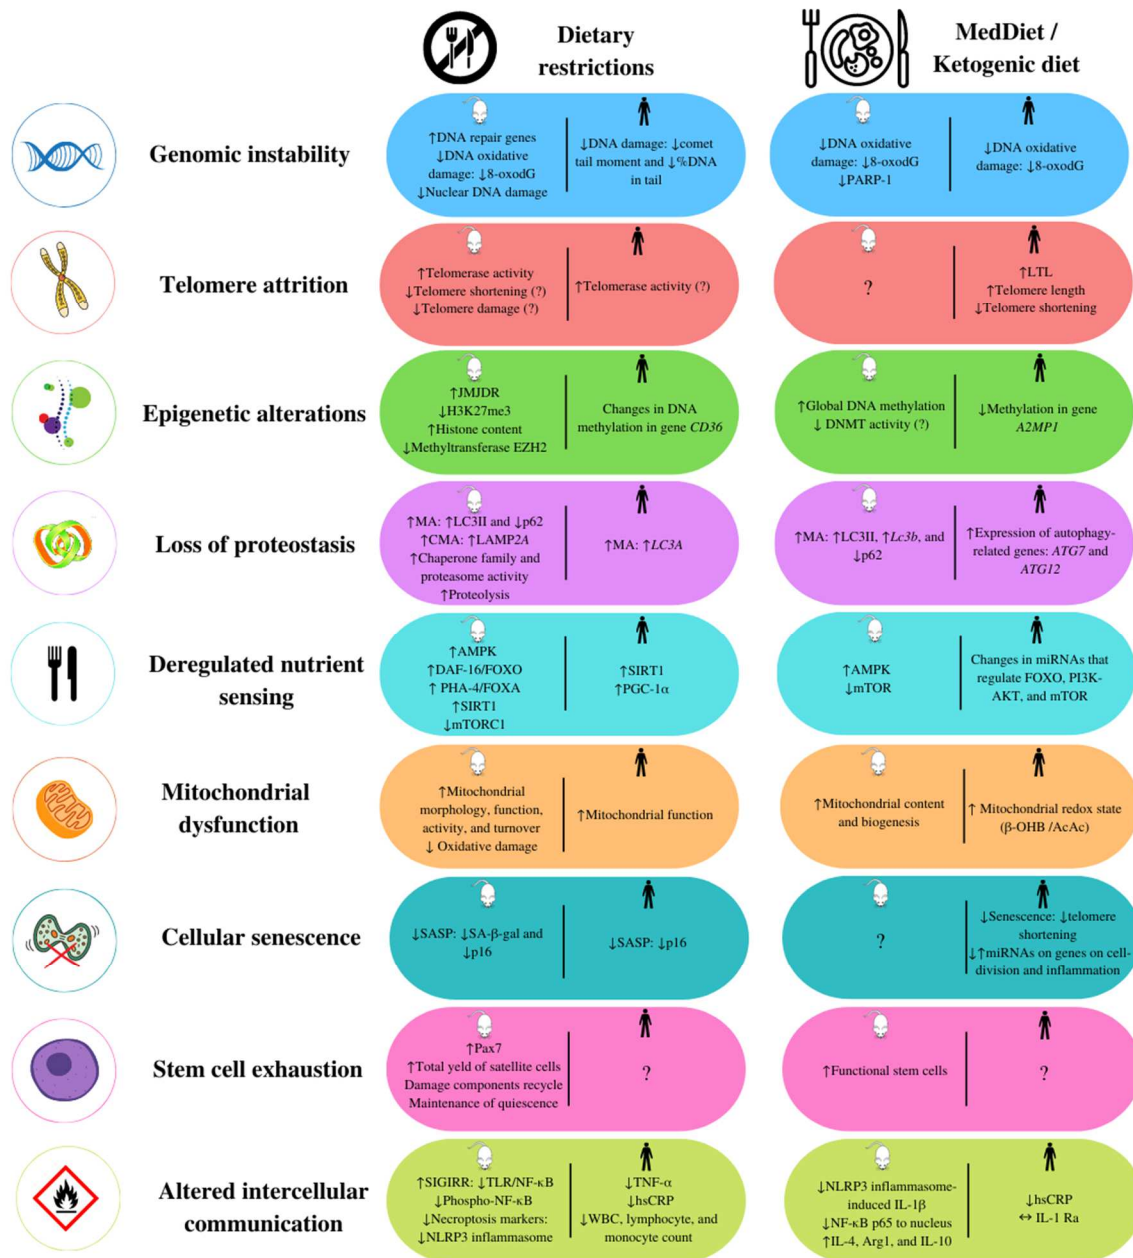 Dietary
restrictions
MedDiet /
Ketogenic diet
Genomic instability
↑DNA repair genes
↓DNA oxidative
damage: ↓8-oxodG
↓Nuclear DNA damage
↓DNA damage: ↓comet
tail moment and ↓%DNA
in tail
↓DNA oxidative
damage: ↓8-oxodG
↓PARP-1
↓DNA oxidative
damage: ↓8-oxodG
Telomere attrition
↑Telomerase activity
↓Telomere shortening (?)
↓Telomere damage (?)
↑Telomerase activity (?)
?
↑LTL
↑Telomere length
↓Telomere shortening
Epigenetic alterations
↑JMJDR
↓H3K27me3
↑Histone content
↓Methyltransferase EZH2
Changes in DNA
methylation in gene CD36
↑Global DNA methylation
↓ DNMT activity (?)
↓Methylation in gene
A2MP1
Loss of proteostasis
↑MA: ↑LC3II and ↓p62
↑CMA: ↑LAMP2A
↑Chaperone family and
proteasome activity
↑Proteolysis
↑MA: ↑LC3A
↑MA: ↑LC3II, ↑Lc3b, and
↓p62
↑Expression of autophagy-
related genes: ATG7 and
ATG12
Deregulated nutrient
sensing
↑AMPK
↑DAF-16/FOXO
↑ PHA-4/FOXA
↑SIRT1
↓mTORC1
↑SIRT1
↑PGC-1α
↑AMPK
↓mTOR
Changes in miRNAs that
regulate FOXO, PI3K-
AKT, and mTOR
Mitochondrial
dysfunction
↑Mitochondrial
morphology, function,
activity, and turnover
↓ Oxidative damage
↑Mitochondrial function
↑Mitochondrial content
and biogenesis
↑ Mitochondrial redox state
(β-OHB /AcAc)
Cellular senescence
↓SASP: ↓SA-β-gal and
↓p16
↓SASP: ↓p16
?
↓Senescence: ↓telomere
shortening
↓↑miRNAs on genes on cell-
division and inflammation
Stem cell exhaustion
↑Pax7
↑Total yeld of satellite cells
Damage components recycle
Maintenance of quiescence
?
↑Functional stem cells
?
Altered intercellular
communication
↑SIGIRR: ↓TLR/NF-κB
↓Phospho-NF-κB
↓Necroptosis markers:
↓NLRP3 inflammasome
↓TNF-α
↓hsCRP
↓WBC, lymphocyte, and
monocyte count
↓NLRP3 inflammasome-
induced IL-1β
↓NF-κB p65 to nucleus
↑IL-4, Arg1, and IL-10
↓hsCRP
↔ IL-1 Ra